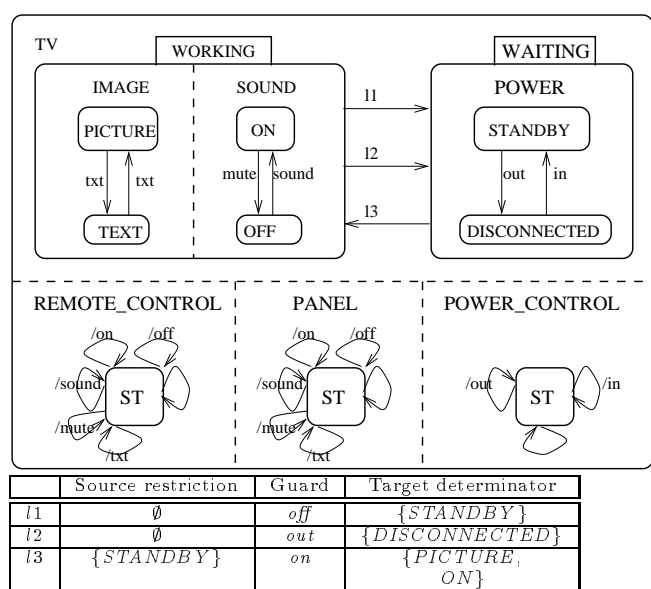 TV
WORKING
WAITING
IMAGE
SOUND
POWER
PICTURE
ON
STANDBY
txt
txt
mute
sound
out
in
TEXT
OFF
DISCONNECTED
l1
l2
l3
REMOTE_CONTROL
PANEL
POWER_CONTROL
/on
/off
/sound
/mute
/txt
ST
/on
/off
/sound
/mute
/txt
ST
/out
/in
ST
Source restriction Guard Target determinator
l1 ∅ off {STANDBY}
l2 ∅ out {DISCONNECTED}
l3 {STANDBY} on {PICTURE,
ON}